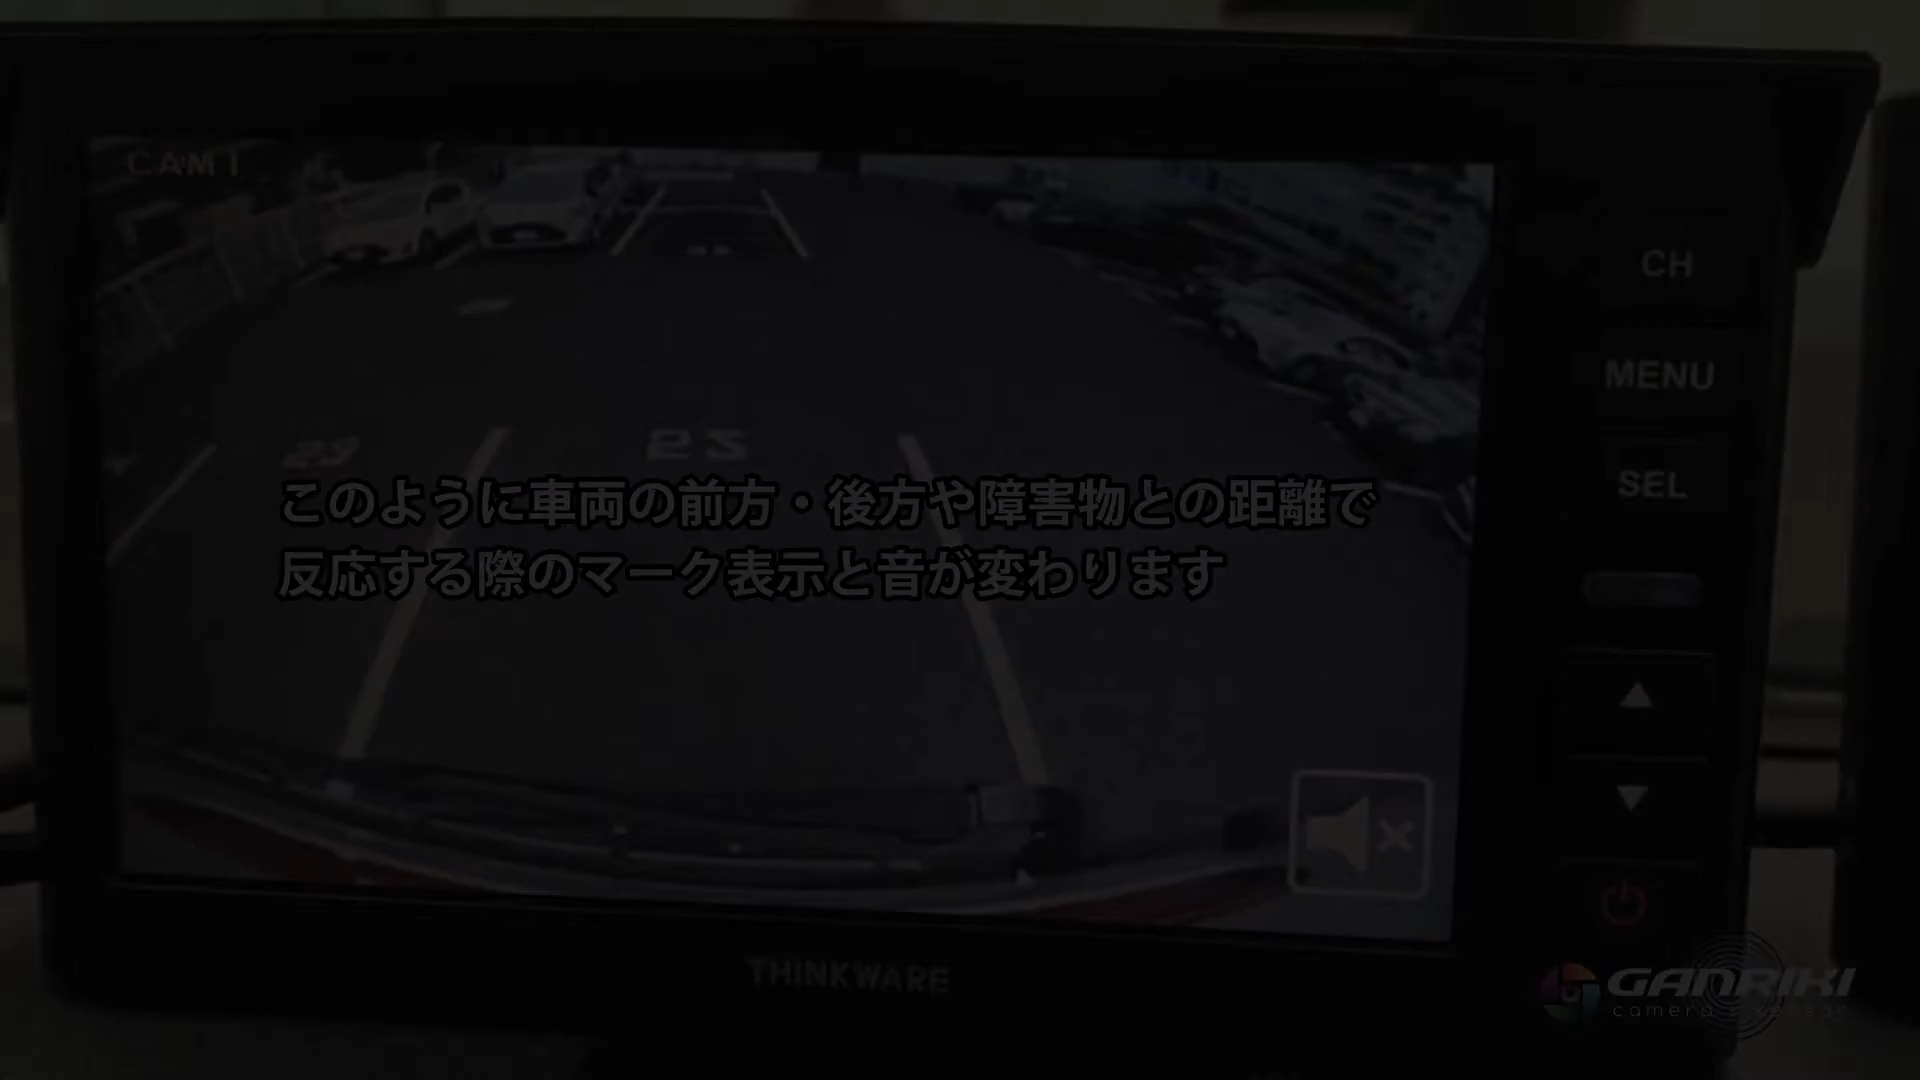 CAM 1
CH
MENU
SEL
このように車両の前方・後方や障害物との距離で
反応する際のマーク表示と音が変わります
THINKWARE
GANRIKI
camera & sensor